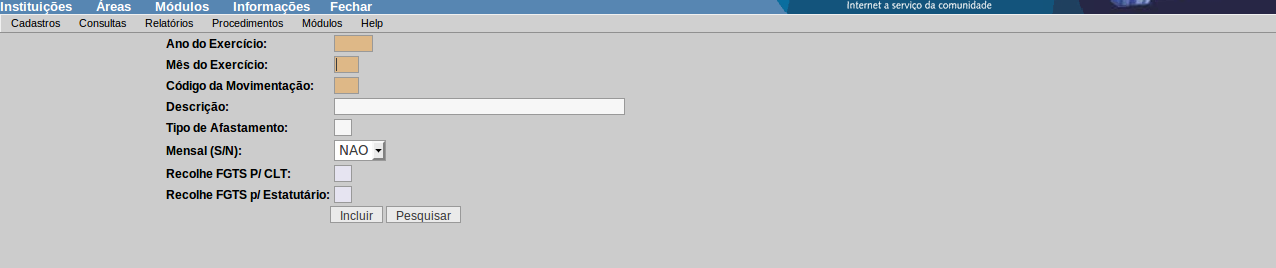 Instituições Áreas Módulos Informações Fechar
Internet a serviço da comunidade
Cadastros Consultas Relatórios Procedimentos Módulos Help
Ano do Exercício:
Mês do Exercício:
Código da Movimentação:
Descrição:
Tipo de Afastamento:
Mensal (S/N): NAO
Recolhe FGTS P/ CLT:
Recolhe FGTS p/ Estatutário:
Incluir Pesquisar